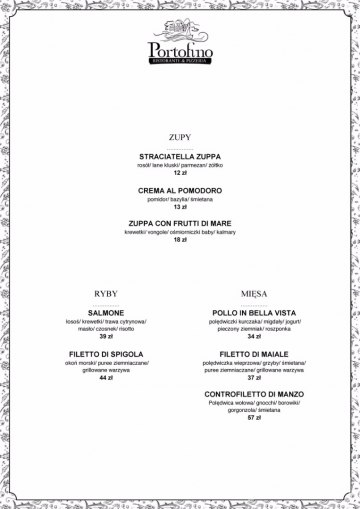 Portofino
RISTORANTE & PIZZERIA
ZUPY
STRACIATELLA ZUPPA
rosół/ lane kluski/ parmezan/ żółtko
12 zł
CREMA AL POMODORO
pomidor/ bazylia/ śmietana
13 zł
ZUPPA CON FRUTTI DI MARE
krewetki/ vongole/ ośmiorniczki baby/ kalmary
18 zł
RYBY
SALMONE
łosoś/ krewetki/ trawa cytrynowa/
masło/ czosnek/ risotto
39 zł
FILETTO DI SPIGOLA
okoń morski/ puree ziemniaczane/
grillowane warzywa
44 zł
MIĘSA
POLLO IN BELLA VISTA
polędwiczki kurczaka/ migdały/ jogurt/
pieczony ziemniak/ roszponka
34 zł
FILETTO DI MAIALE
polędwiczka wieprzowa/ grzyby/ śmietana/
puree ziemniaczane/ grillowane warzywa
37 zł
CONTROFILETTO DI MANZO
Polędwica wołowa/ gnocchi/ borowiki/
gorgonzola/ śmietana
57 zł